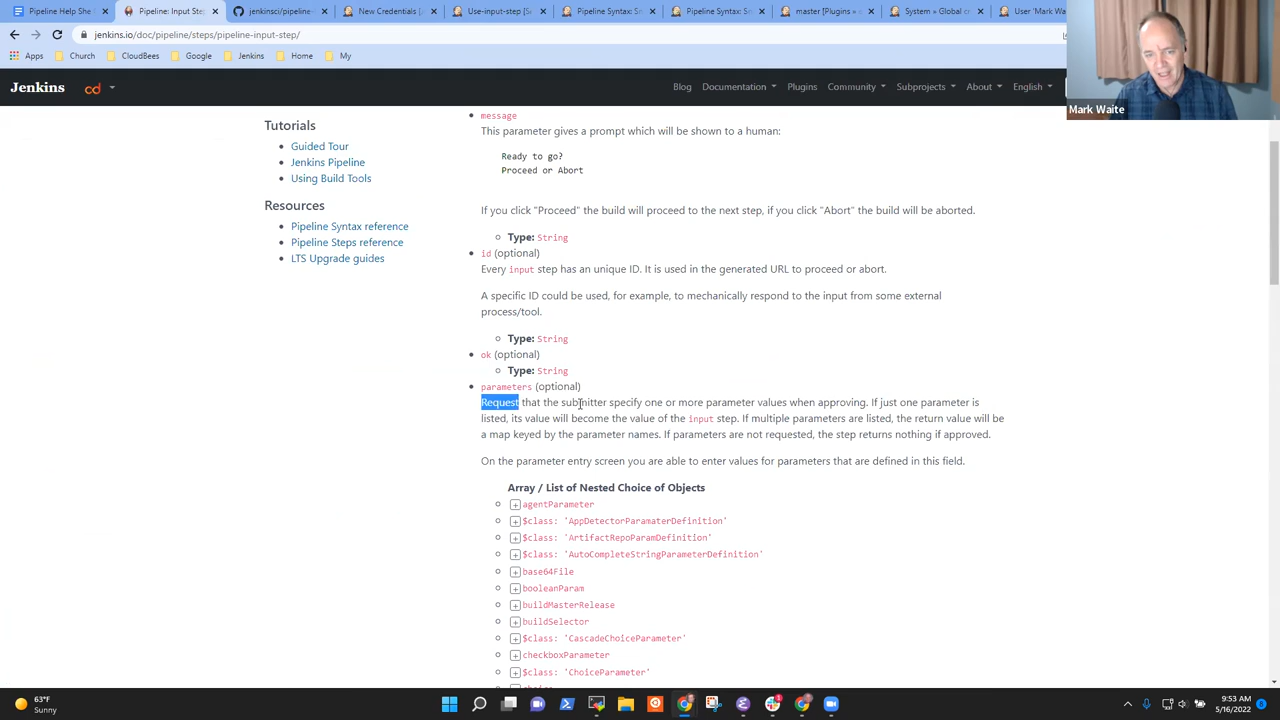 Pipeline Help She
Pipeline: Input Ste
jenkinsci/pipeline-
New Credentials [
Use-input-step [
Pipeline Syntax: Sn
Pipeline Syntax: Sn
master [Plugins »
System » Global cr
User 'Mark Waite
jenkins.io/doc/pipeline/steps/pipeline-input-step/
Apps
Church
CloudBees
Google
Jenkins
Home
My
Jenkins
cd
Blog
Documentation
Plugins
Community
Subprojects
About
English
Mark Waite
Tutorials
Guided Tour
Jenkins Pipeline
Using Build Tools
Resources
Pipeline Syntax reference
Pipeline Steps reference
LTS Upgrade guides
message
This parameter gives a prompt which will be shown to a human:
Ready to go?
Proceed or Abort
If you click "Proceed" the build will proceed to the next step, if you click "Abort" the build will be aborted.
Type: String
id (optional)
Every input step has an unique ID. It is used in the generated URL to proceed or abort.
A specific ID could be used, for example, to mechanically respond to the input from some external
process/tool.
Type: String
ok (optional)
Type: String
parameters (optional)
Request that the submitter specify one or more parameter values when approving. If just one parameter is
listed, its value will become the value of the input step. If multiple parameters are listed, the return value will be
a map keyed by the parameter names. If parameters are not requested, the step returns nothing if approved.
On the parameter entry screen you are able to enter values for parameters that are defined in this field.
Array / List of Nested Choice of Objects
agentParameter
$class: 'AppDetectorParamaterDefinition'
$class: 'ArtifactRepoParamDefinition'
$class: 'AutoCompleteStringParameterDefinition'
base64File
booleanParam
buildMasterRelease
buildSelector
$class: 'CascadeChoiceParameter'
checkboxParameter
$class: 'ChoiceParameter'
63°F
Sunny
9:53 AM
5/16/2022